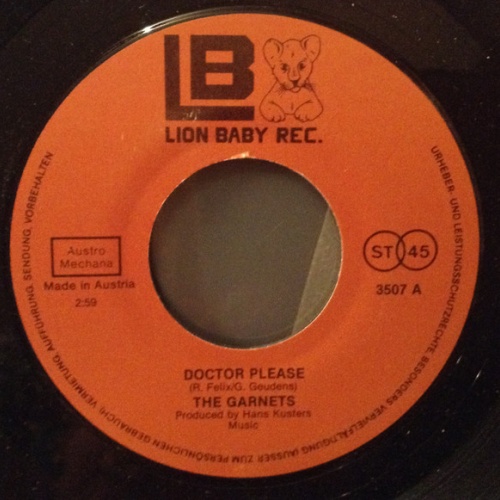 LB
LION BABY REC.
Austro
Mechana
Made in Austria
2:59
ST 45
3507 A
DOCTOR PLEASE
(R. Felix/G. Geudens)
THE GARNETS
Produced by Hans Kusters
Music
URHEBER- UND LEISTUNGSSCHUTZRECHTE, BESONDERS VERVIELFÄLTIGUNG (AUSSER ZUM PERSÖNLICHEN GEBRAUCH) VERMIETUNG, AUFFÜHRUNG, SENDUNG, VORBEHALTEN